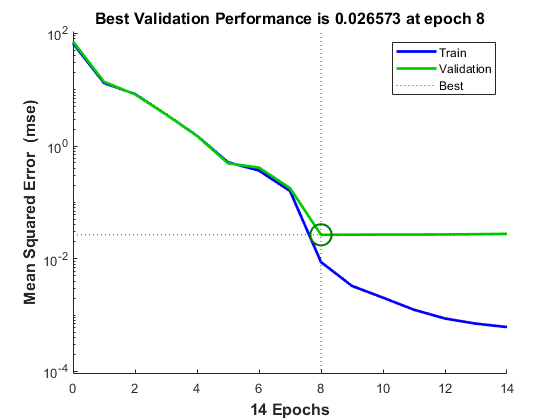 Best Validation Performance is 0.026573 at epoch 8
Train
Validation
Best
Mean Squared Error (mse)
10^2
10^0
10^-2
10^-4
0 2 4 6 8 10 12 14
14 Epochs